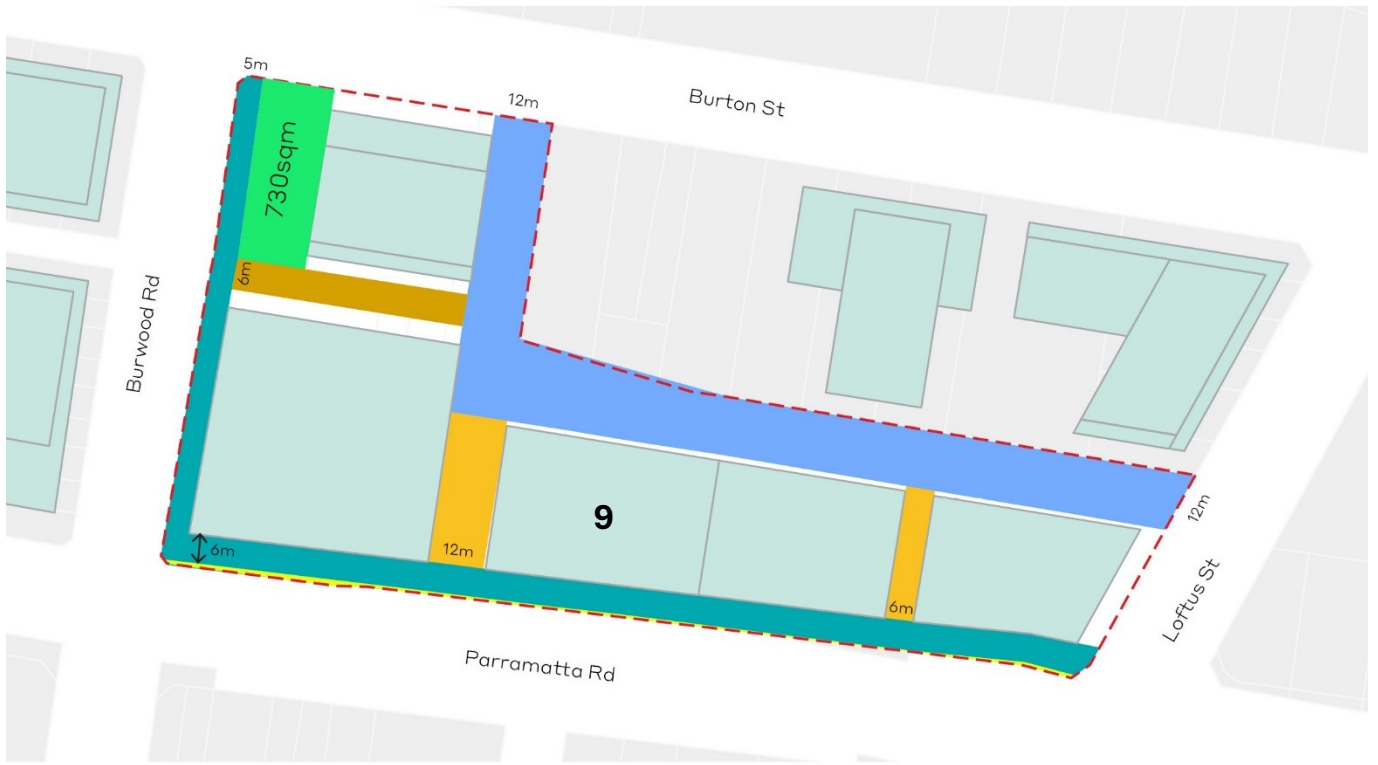 5m
12m
Burton St
730sqm
6m
Burwood Rd
9
12m
6m
12m
6m
Loftus St
Parramatta Rd